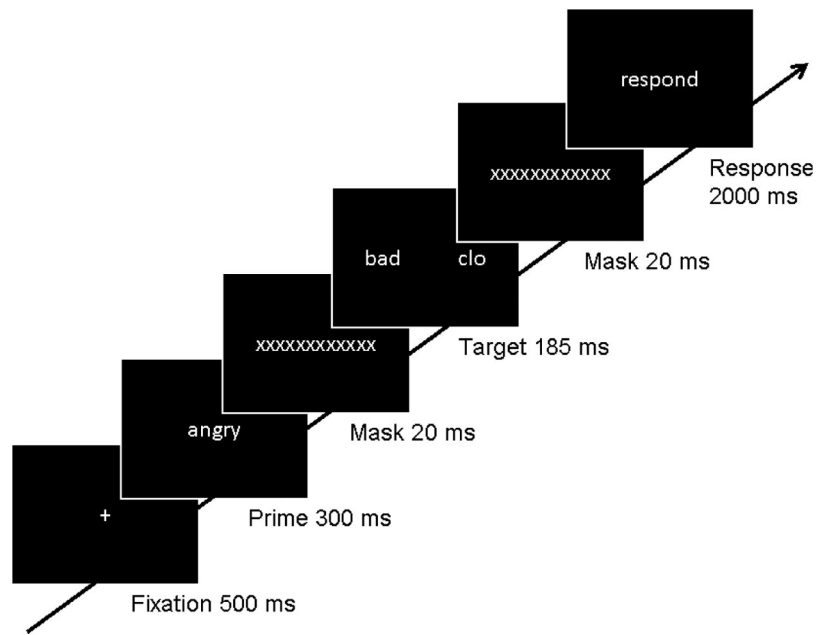 respond
Response
2000 ms
xxxxxxxxxxxx
Mask 20 ms
bad clo
Target 185 ms
xxxxxxxxxxxx
Mask 20 ms
angry
Prime 300 ms
+
Fixation 500 ms